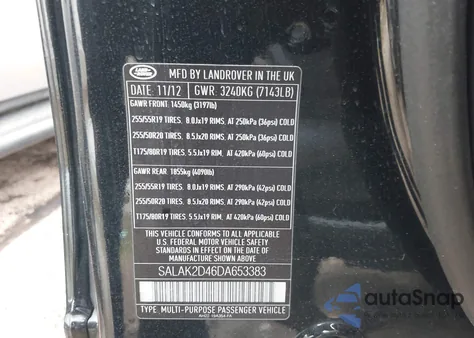 LAND ROVER
MFD BY LANDROVER IN THE UK
DATE 11/12 GWR: 3240KG (7143LB)
GAWR FRONT: 1450kg (3197lb)
255/55R19 TIRES. 8.0Jx19 RIMS. AT 250kPa (36psi) COLD
255/50R20 TIRES. 8.5Jx20 RIMS. AT 250kPa (36psi) COLD
T175/80R19 TIRES. 5.5Jx19 RIM. AT 420kPa (60psi) COLD
GAWR REAR 1855kg (4090lb)
255/55R19 TIRES. 8.0Jx19 RIMS. AT 290kPa (42psi) COLD
255/50R20 TIRES. 8.5Jx20 RIMS. AT 290kPa (42psi) COLD
T175/80R19 TIRES. 5.5Jx19 RIM. AT 420kPa (60psi) COLD
THIS VEHICLE CONFORMS TO ALL APPLICABLE
U.S. FEDERAL MOTOR VEHICLE SAFETY
STANDARDS IN EFFECT ON THE DATE OF
MANUFACTURE SHOWN ABOVE
SALAK2D46DA653383
TYPE: MULTI-PURPOSE PASSENGER VEHICLE
autoSnap